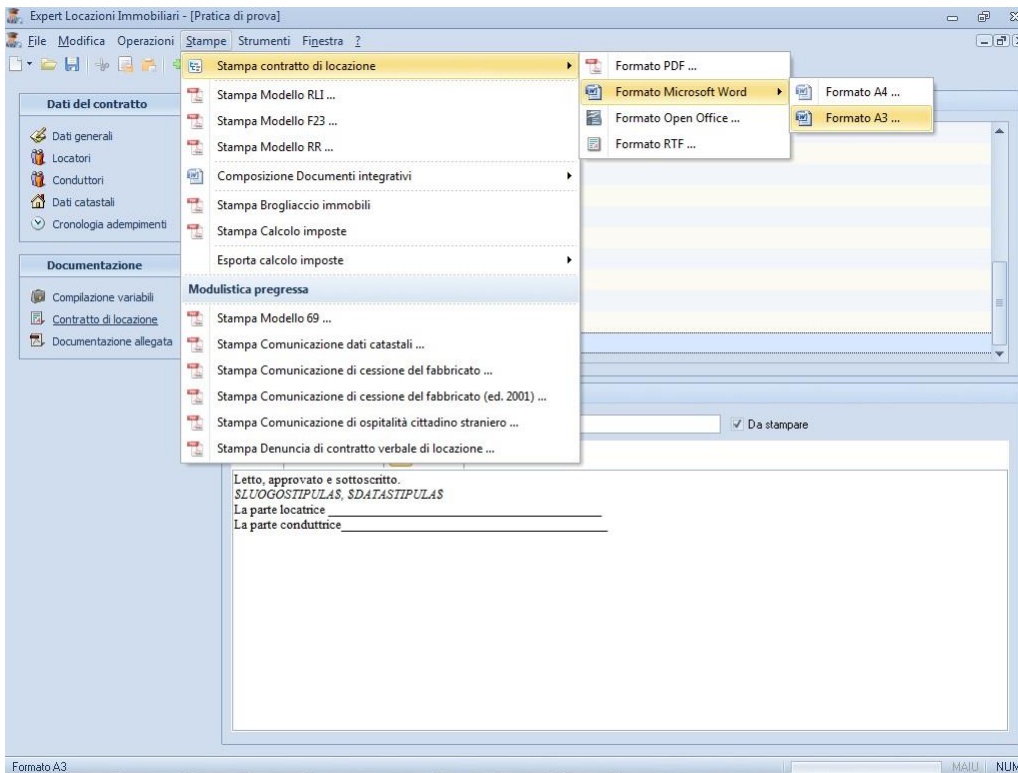 Expert Locazioni Immobiliari - [Pratica di prova]
File Modifica Operazioni Stampe Strumenti Finestra ?
Dati del contratto
Dati generali
Locatori
Conduttori
Dati catastali
Cronologia adempimenti
Documentazione
Compilazione variabili
Contratto di locazione
Documentazione allegata
Stampa contratto di locazione
Stampa Modello RLI ...
Stampa Modello F23 ...
Stampa Modello RR ...
Composizione Documenti integrativi
Stampa Brogliaccio immobili
Stampa Calcolo imposte
Esporta calcolo imposte
Modulistica pregressa
Stampa Modello 69 ...
Stampa Comunicazione dati catastali ...
Stampa Comunicazione di cessione del fabbricato ...
Stampa Comunicazione di cessione del fabbricato (ed. 2001) ...
Stampa Comunicazione di ospitalità cittadino straniero ...
Stampa Denuncia di contratto verbale di locazione ...
Formato PDF ...
Formato Microsoft Word
Formato Open Office ...
Formato RTF ...
Formato A4 ...
Formato A3 ...
Da stampare
Letto, approvato e sottoscritto.
$LUOGOSTIPULA$, $DATASTIPULA$
La parte locatrice
La parte conduttrice
Formato A3
MAIU NUM